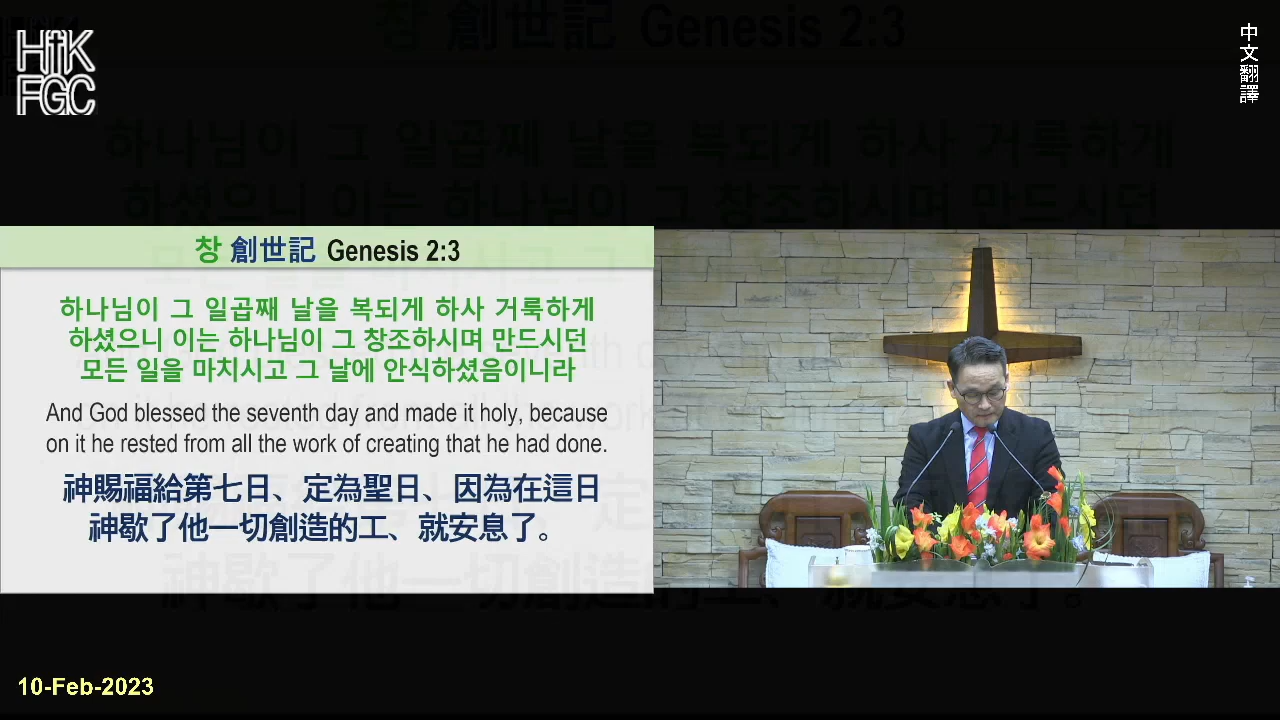 HKFGC
中文翻譯
창 創世記 Genesis 2:3
하나님이 그 일곱째 날을 복되게 하사 거룩하게
하셨으니 이는 하나님이 그 창조하시며 만드시던
모든 일을 마치시고 그 날에 안식하셨음이니라
And God blessed the seventh day and made it holy, because
on it he rested from all the work of creating that he had done.
神賜福給第七日、定為聖日、因為在這日
神歇了他一切創造的工、就安息了。
10-Feb-2023